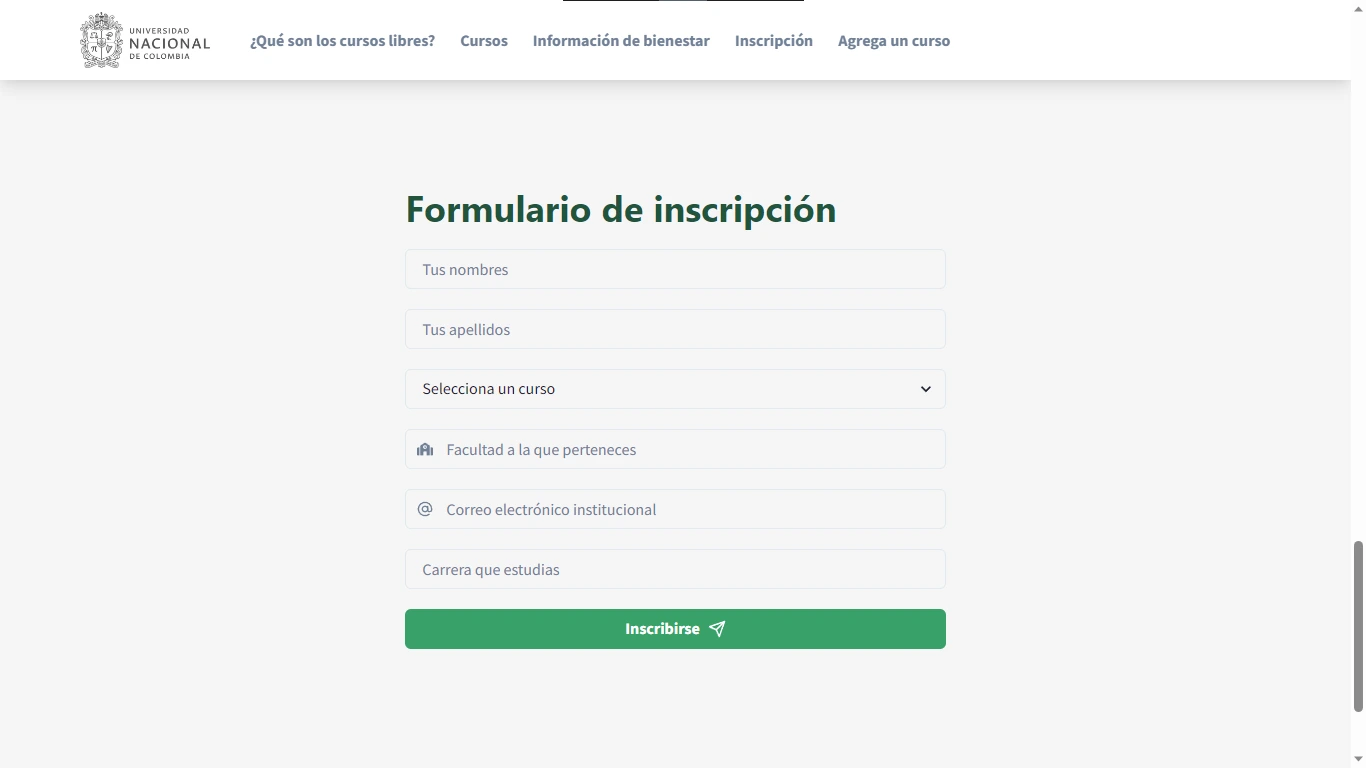 UNIVERSIDAD
NACIONAL
DE COLOMBIA
¿Qué son los cursos libres? Cursos Información de bienestar Inscripción Agrega un curso
Formulario de inscripción
Tus nombres
Tus apellidos
Selecciona un curso
Facultad a la que perteneces
@ Correo electrónico institucional
Carrera que estudias
Inscribirse